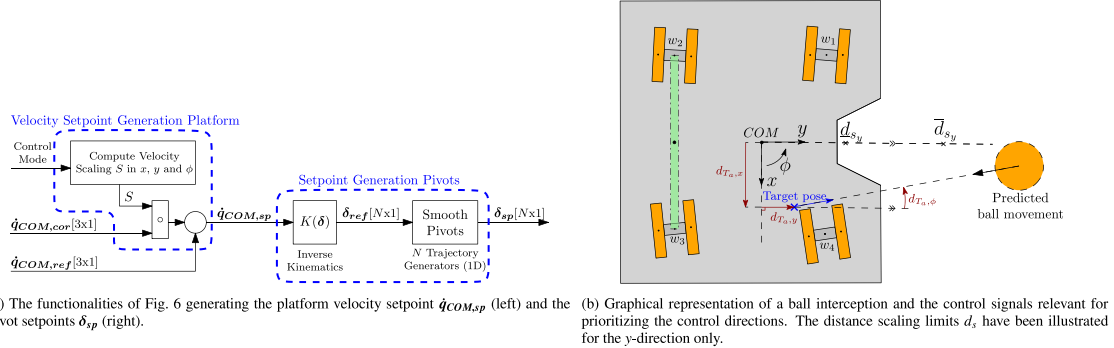 Velocity Setpoint Generation Platform
Control
Mode
Compute Velocity
Scaling S in x, y and ϕ
S
∘
q̇COM,cor[3x1]
q̇COM,ref[3x1]
q̇COM,sp
Setpoint Generation Pivots
K(δ)
Inverse
Kinematics
δref[Nx1]
Smooth
Pivots
N Trajectory
Generators (1D)
δsp[Nx1]
) The functionalities of Fig. 6 generating the platform velocity setpoint q̇COM,sp (left) and the
vot setpoints δsp (right).
w2
w1
COM
y
d̲sy
d̅sy
ϕ
dTa,x
x
Target pose
dTa,y
dTa,ϕ
Predicted
ball movement
w3
w4
(b) Graphical representation of a ball interception and the control signals relevant for
prioritizing the control directions. The distance scaling limits ds have been illustrated
for the y-direction only.